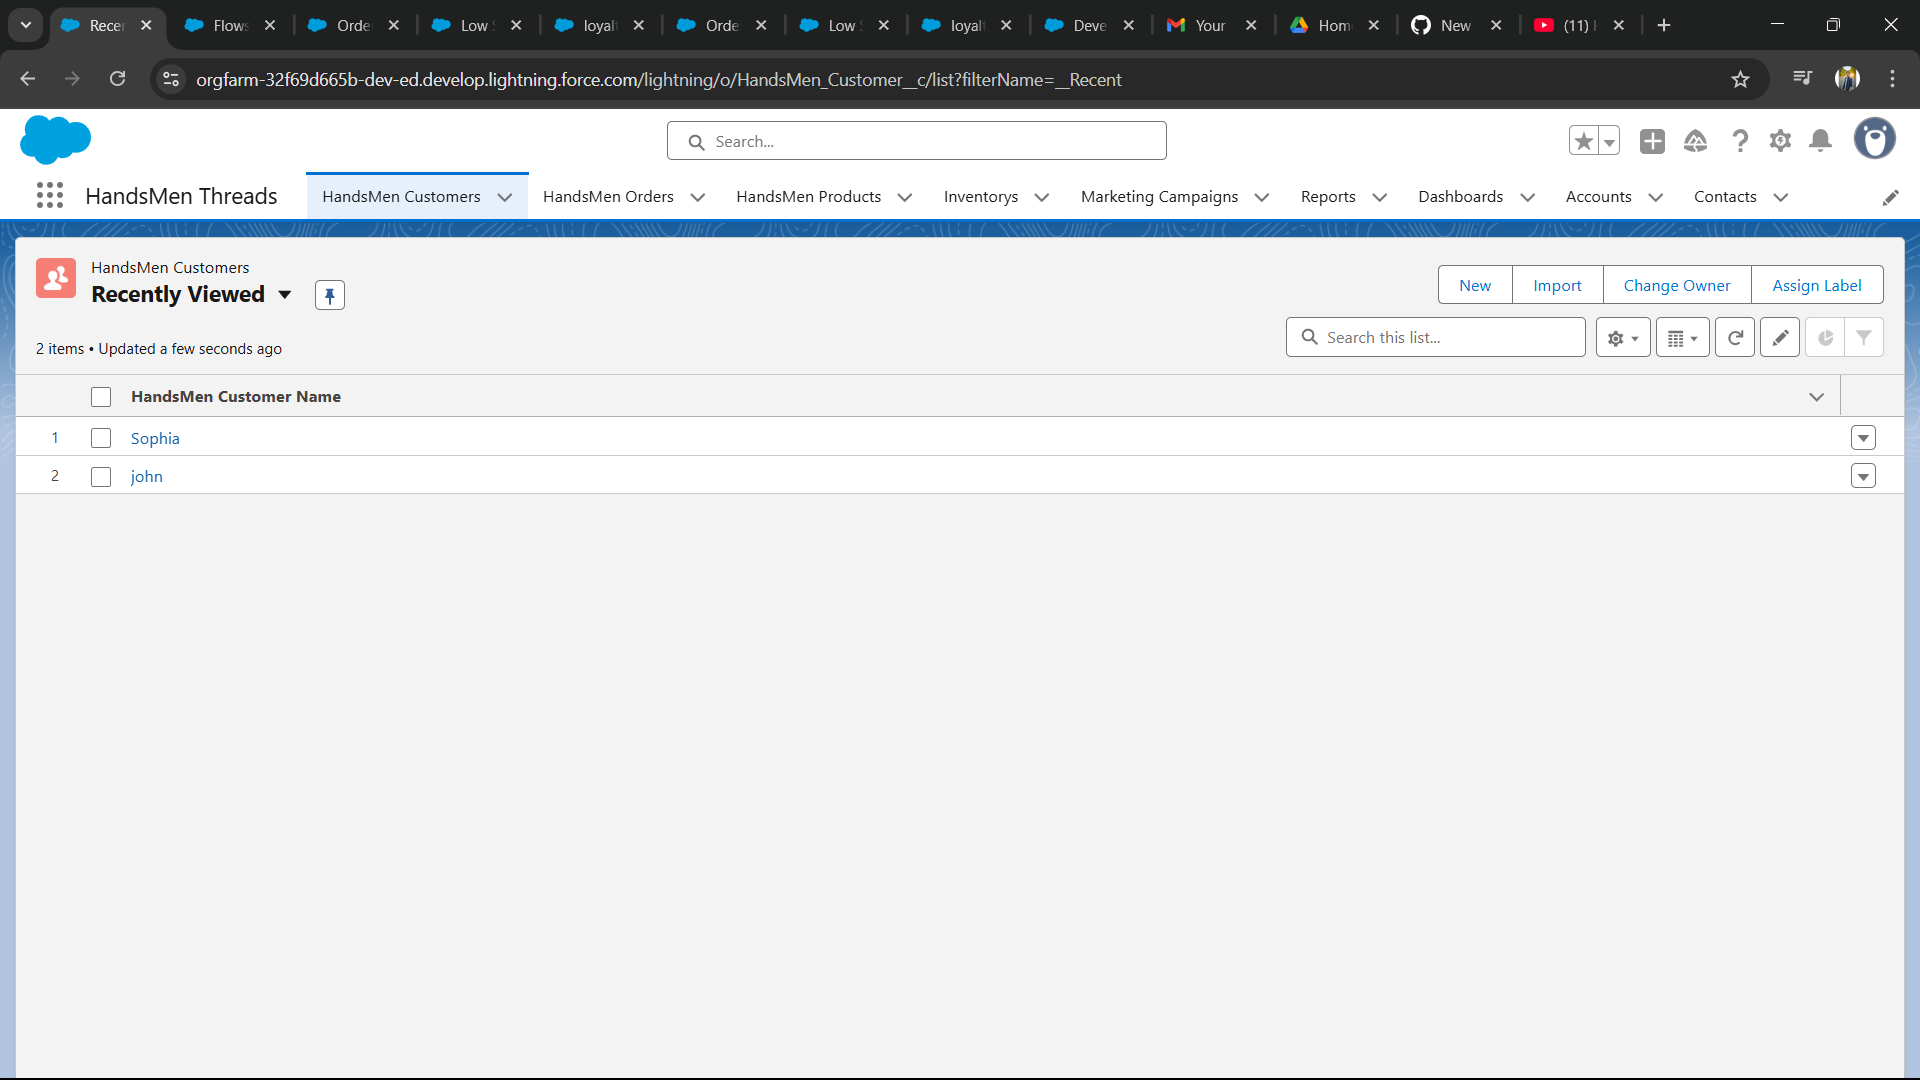 Recer
Flows
Order
Low S
loyalt
Orde
Low S
loyalt
Deve
Your
Home
New
(11)
orgfarm-32f69d665b-dev-ed.develop.lightning.force.com/lightning/o/HandsMen_Customer__c/list?filterName=__Recent
Search...
HandsMen Threads
HandsMen Customers
HandsMen Orders
HandsMen Products
Inventorys
Marketing Campaigns
Reports
Dashboards
Accounts
Contacts
HandsMen Customers
Recently Viewed
New
Import
Change Owner
Assign Label
2 items • Updated a few seconds ago
Search this list...
HandsMen Customer Name
1 Sophia
2 john